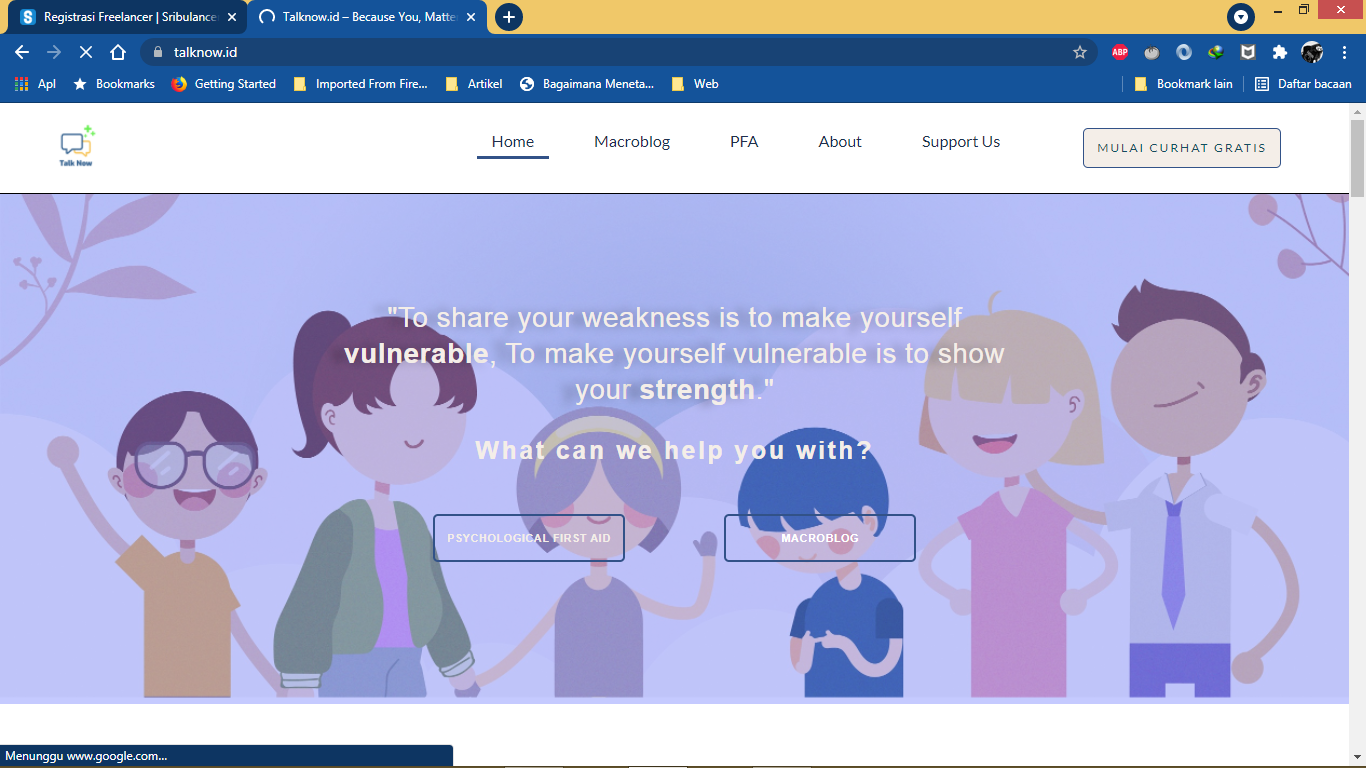 Registrasi Freelancer | Sribulance
Talknow.id – Because You, Matte
talknow.id
ABP
Apl
Bookmarks
Getting Started
Imported From Fire...
Artikel
Bagaimana Meneta...
Web
Bookmark lain
Daftar bacaan
Talk Now
Home
Macroblog
PFA
About
Support Us
MULAI CURHAT GRATIS
"To share your weakness is to make yourself
vulnerable, To make yourself vulnerable is to show
your strength."
What can we help you with?
PSYCHOLOGICAL FIRST AID
MACROBLOG
Menunggu www.google.com...